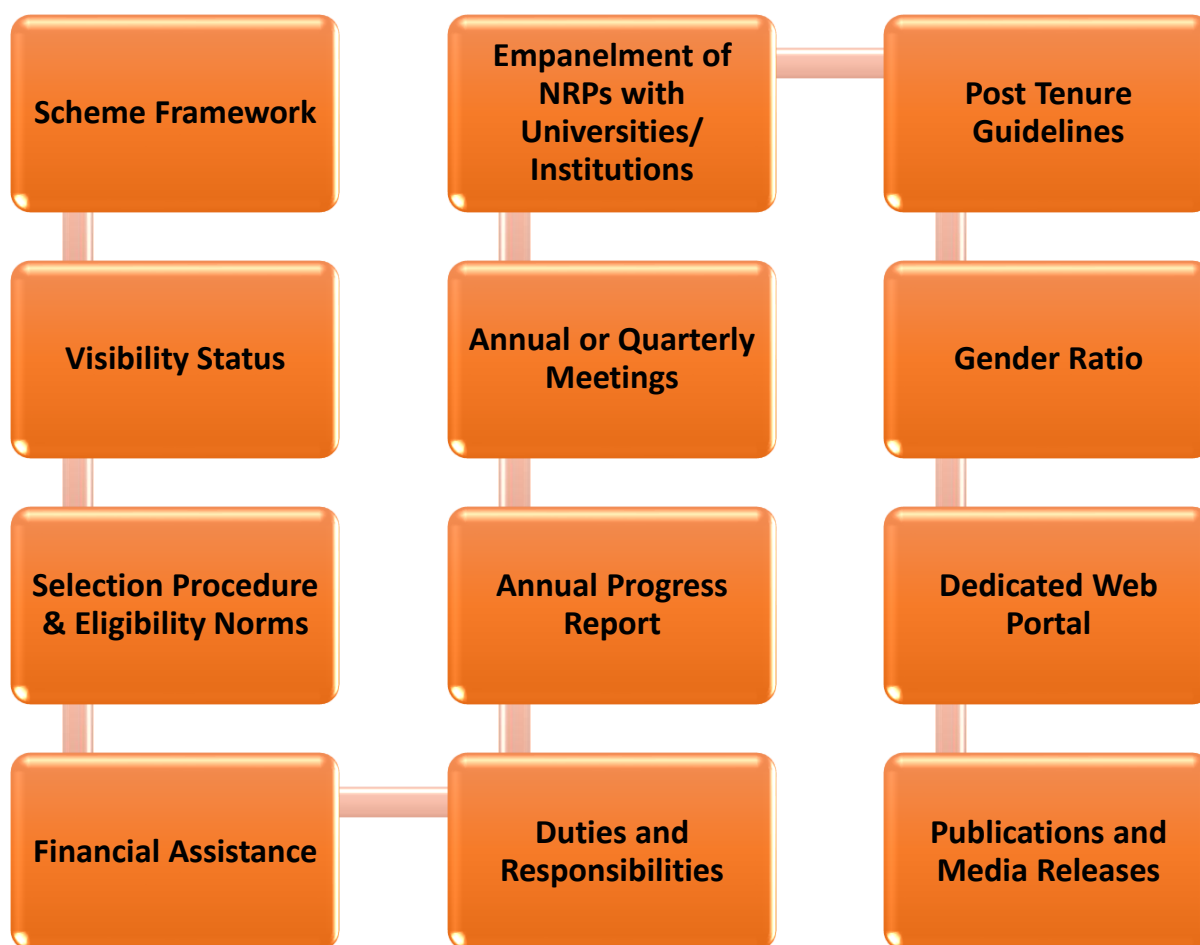 Scheme Framework
Visibility Status
Selection Procedure
& Eligibility Norms
Financial Assistance
Duties and
Responsibilities
Annual Progress
Report
Annual or Quarterly
Meetings
Empanelment of
NRPs with
Universities/
Institutions
Post Tenure
Guidelines
Gender Ratio
Dedicated Web
Portal
Publications and
Media Releases